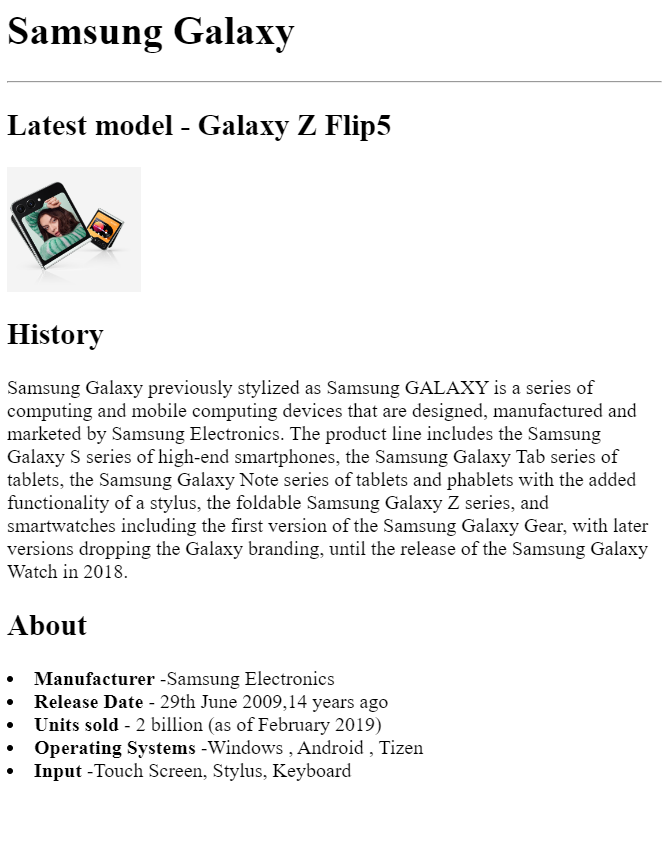 Samsung Galaxy
Latest model - Galaxy Z Flip5
History
Samsung Galaxy previously stylized as Samsung GALAXY is a series of
computing and mobile computing devices that are designed, manufactured and
marketed by Samsung Electronics. The product line includes the Samsung
Galaxy S series of high-end smartphones, the Samsung Galaxy Tab series of
tablets, the Samsung Galaxy Note series of tablets and phablets with the added
functionality of a stylus, the foldable Samsung Galaxy Z series, and
smartwatches including the first version of the Samsung Galaxy Gear, with later
versions dropping the Galaxy branding, until the release of the Samsung Galaxy
Watch in 2018.
About
• Manufacturer -Samsung Electronics
• Release Date - 29th June 2009,14 years ago
• Units sold - 2 billion (as of February 2019)
• Operating Systems -Windows , Android , Tizen
• Input -Touch Screen, Stylus, Keyboard